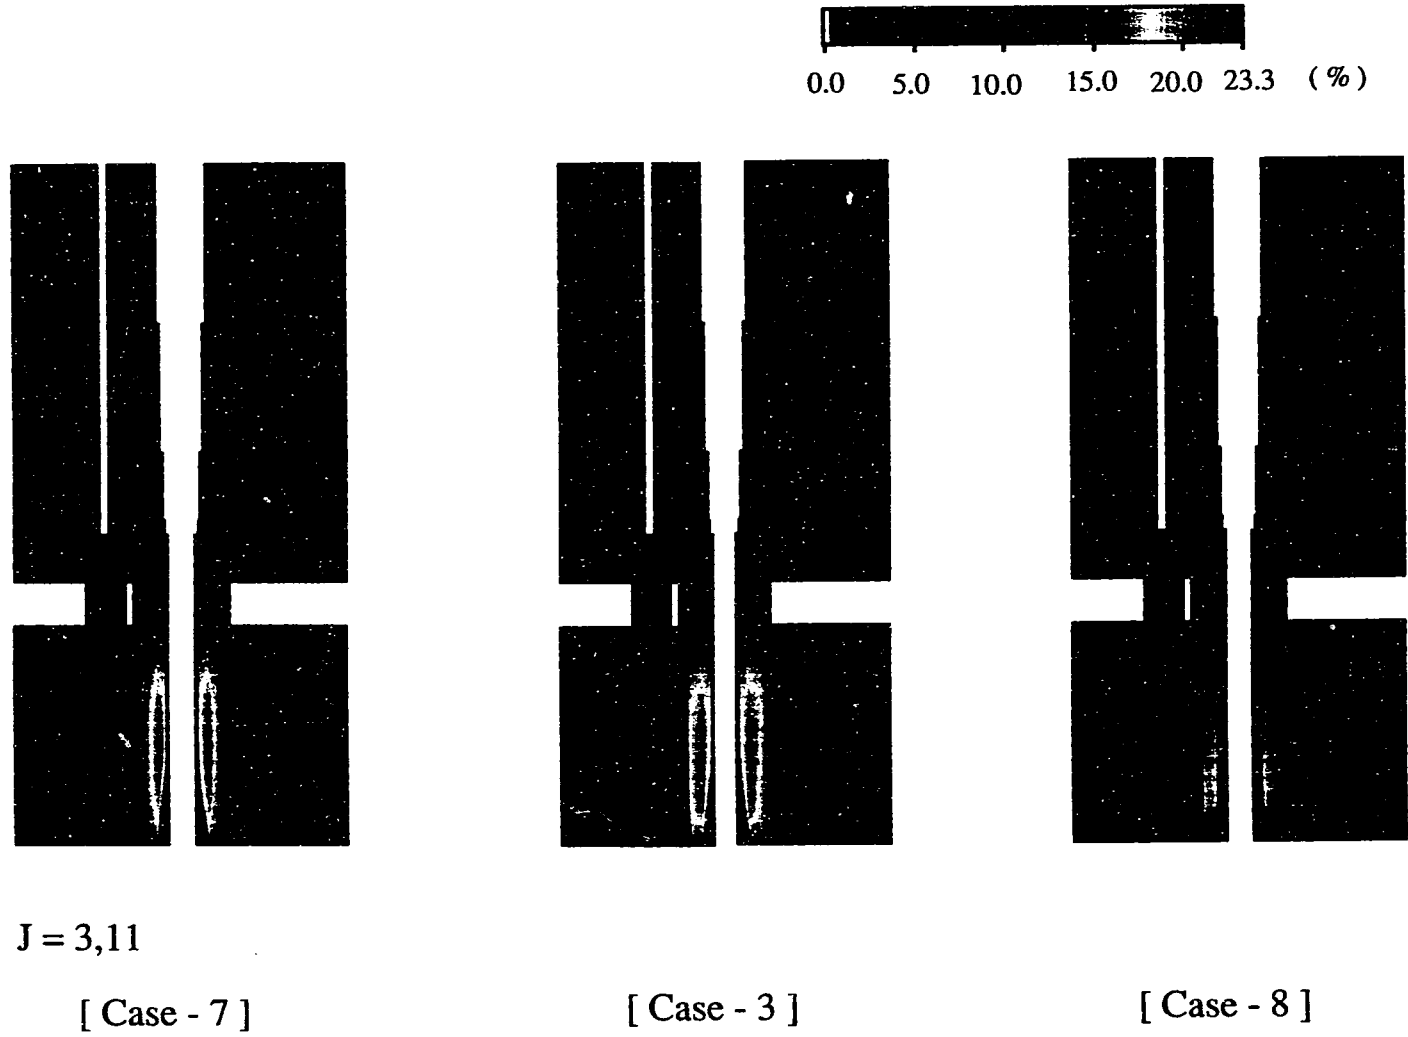 0.0 5.0 10.0 15.0 20.0 23.3 ( % )
J = 3,11
[ Case - 7 ] [ Case - 3 ] [ Case - 8 ]